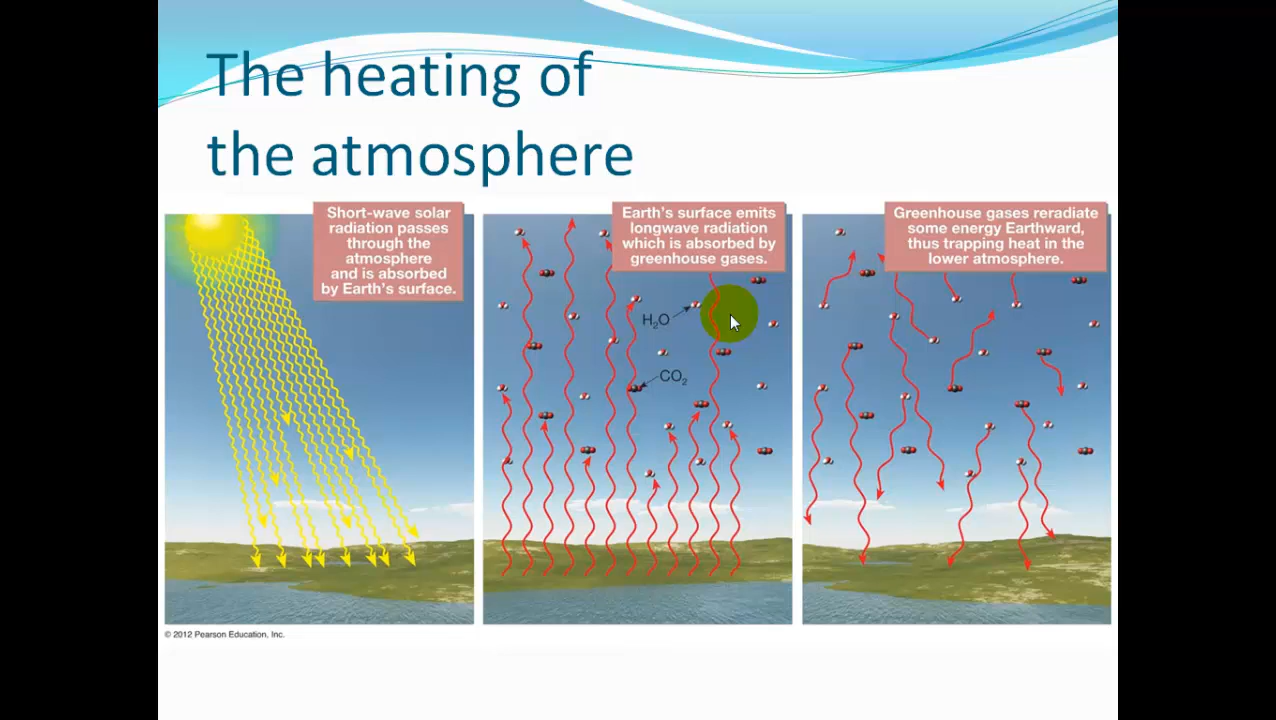 The heating of
the atmosphere
Short-wave solar
radiation passes
through the
atmosphere
and is absorbed
by Earth's surface.
Earth's surface emits
longwave radiation
which is absorbed by
greenhouse gases.
H₂O
CO₂
Greenhouse gases reradiate
some energy Earthward,
thus trapping heat in the
lower atmosphere.
© 2012 Pearson Education, Inc.